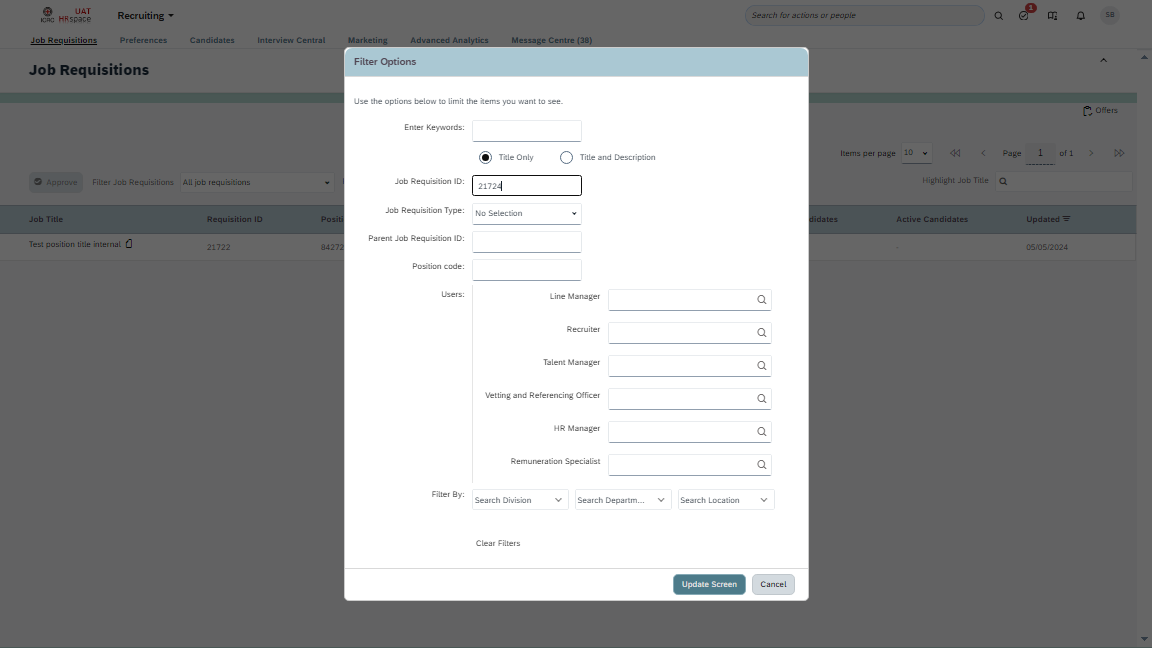 ICRC
UAT
HR space
Recruiting
Search for actions or people
1
SB
Job Requisitions
Preferences
Candidates
Interview Central
Marketing
Advanced Analytics
Message Centre (38)
Job Requisitions
Filter Options
Use the options below to limit the items you want to see.
Offers
Enter Keywords:
Title Only
Title and Description
Items per page 10
Page 1 of 1
Approve
Filter Job Requisitions
All job requisitions
Highlight Job Title
Job Requisition ID: 21724
Job Requisition Type: No Selection
Job Title
Requisition ID
Positi
didates
Active Candidates
Updated
Parent Job Requisition ID:
Test position title internal
21722
84272
-
05/05/2024
Position code:
Users:
Line Manager
Recruiter
Talent Manager
Vetting and Referencing Officer
HR Manager
Remuneration Specialist
Filter By:
Search Division
Search Departm...
Search Location
Clear Filters
Update Screen
Cancel